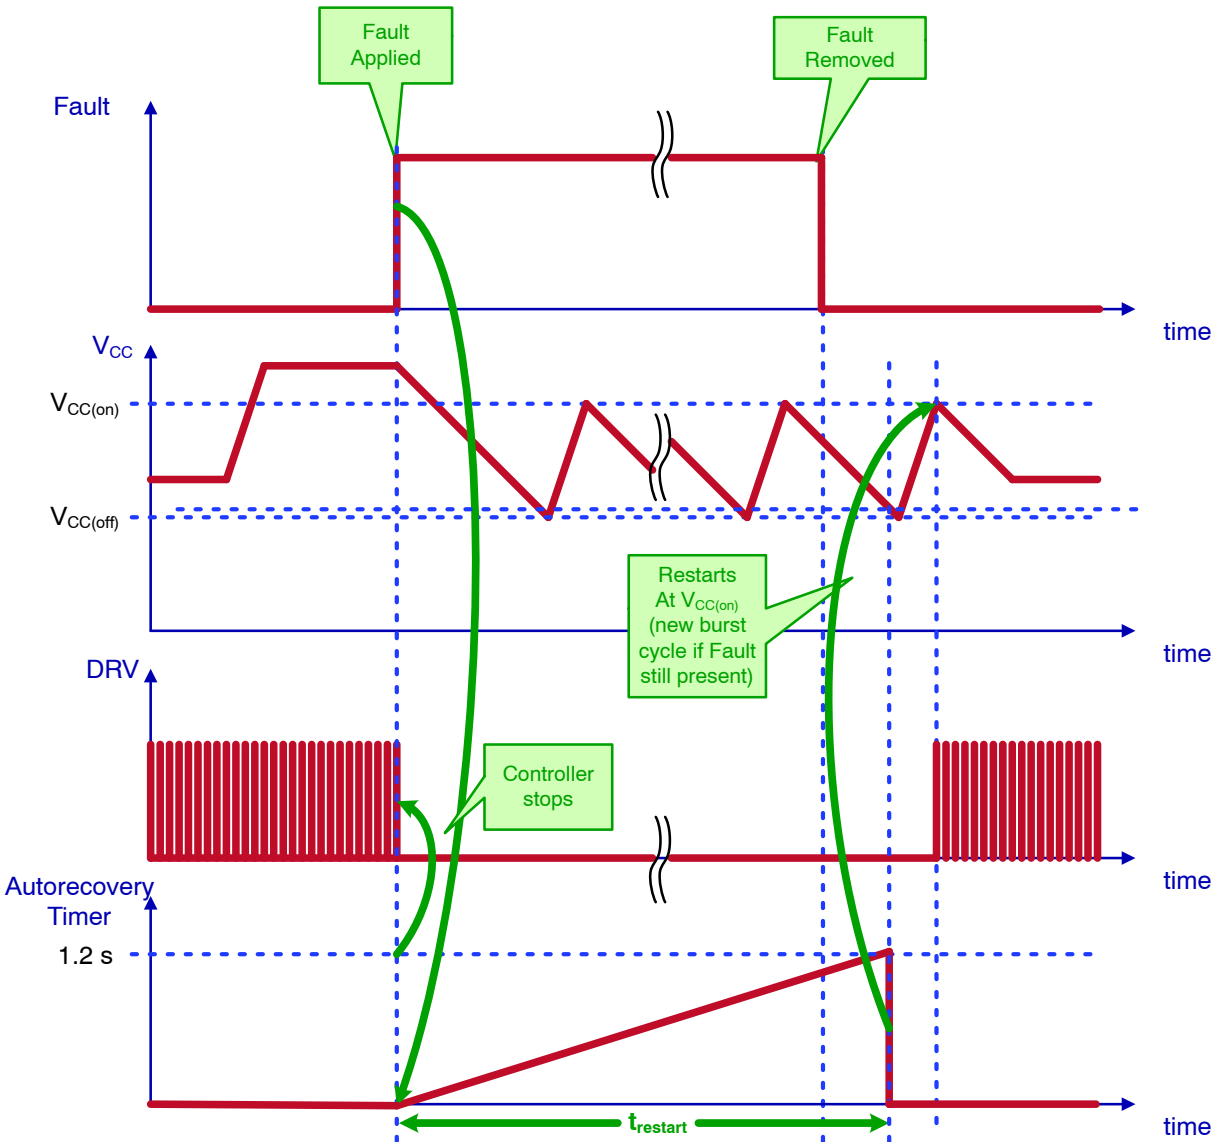 Fault
Applied
Fault
Removed
Fault
time
VCC
VCC(on)
VCC(off)
Restarts
At VCC(on)
(new burst
cycle if Fault
still present)
time
DRV
Controller
stops
time
Autorecovery
Timer
1.2 s
trestart
time